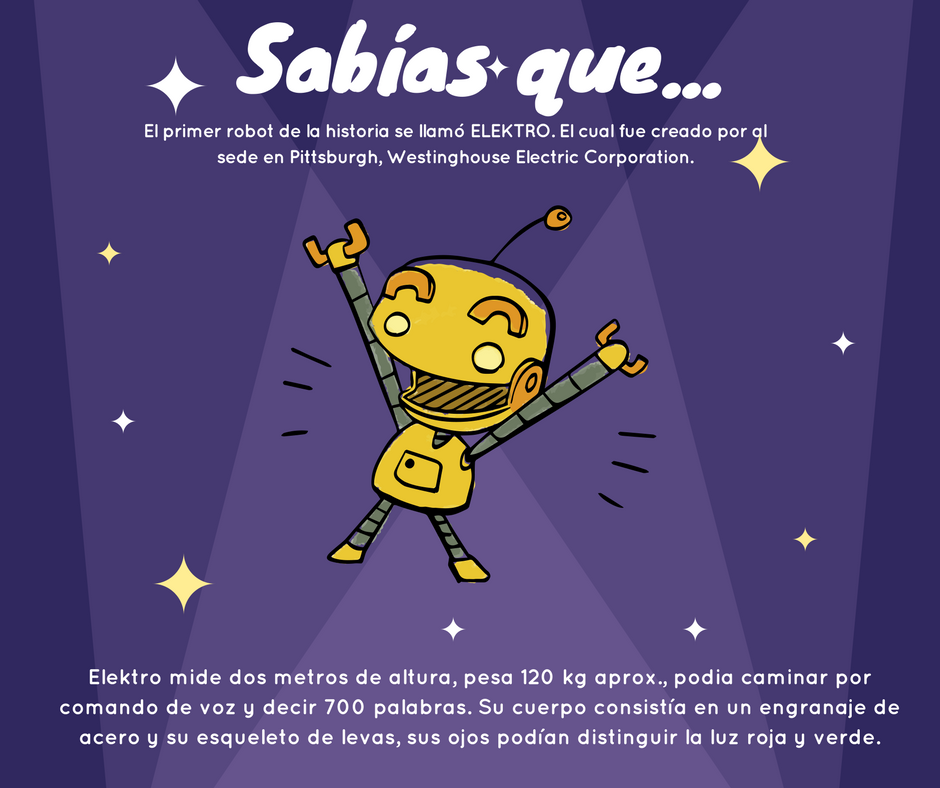 Sabías que...
El primer robot de la historia se llamó ELEKTRO. El cual fue creado por al
sede en Pittsburgh, Westinghouse Electric Corporation.
Elektro mide dos metros de altura, pesa 120 kg aprox., podia caminar por
comando de voz y decir 700 palabras. Su cuerpo consistía en un engranaje de
acero y su esqueleto de levas, sus ojos podían distinguir la luz roja y verde.